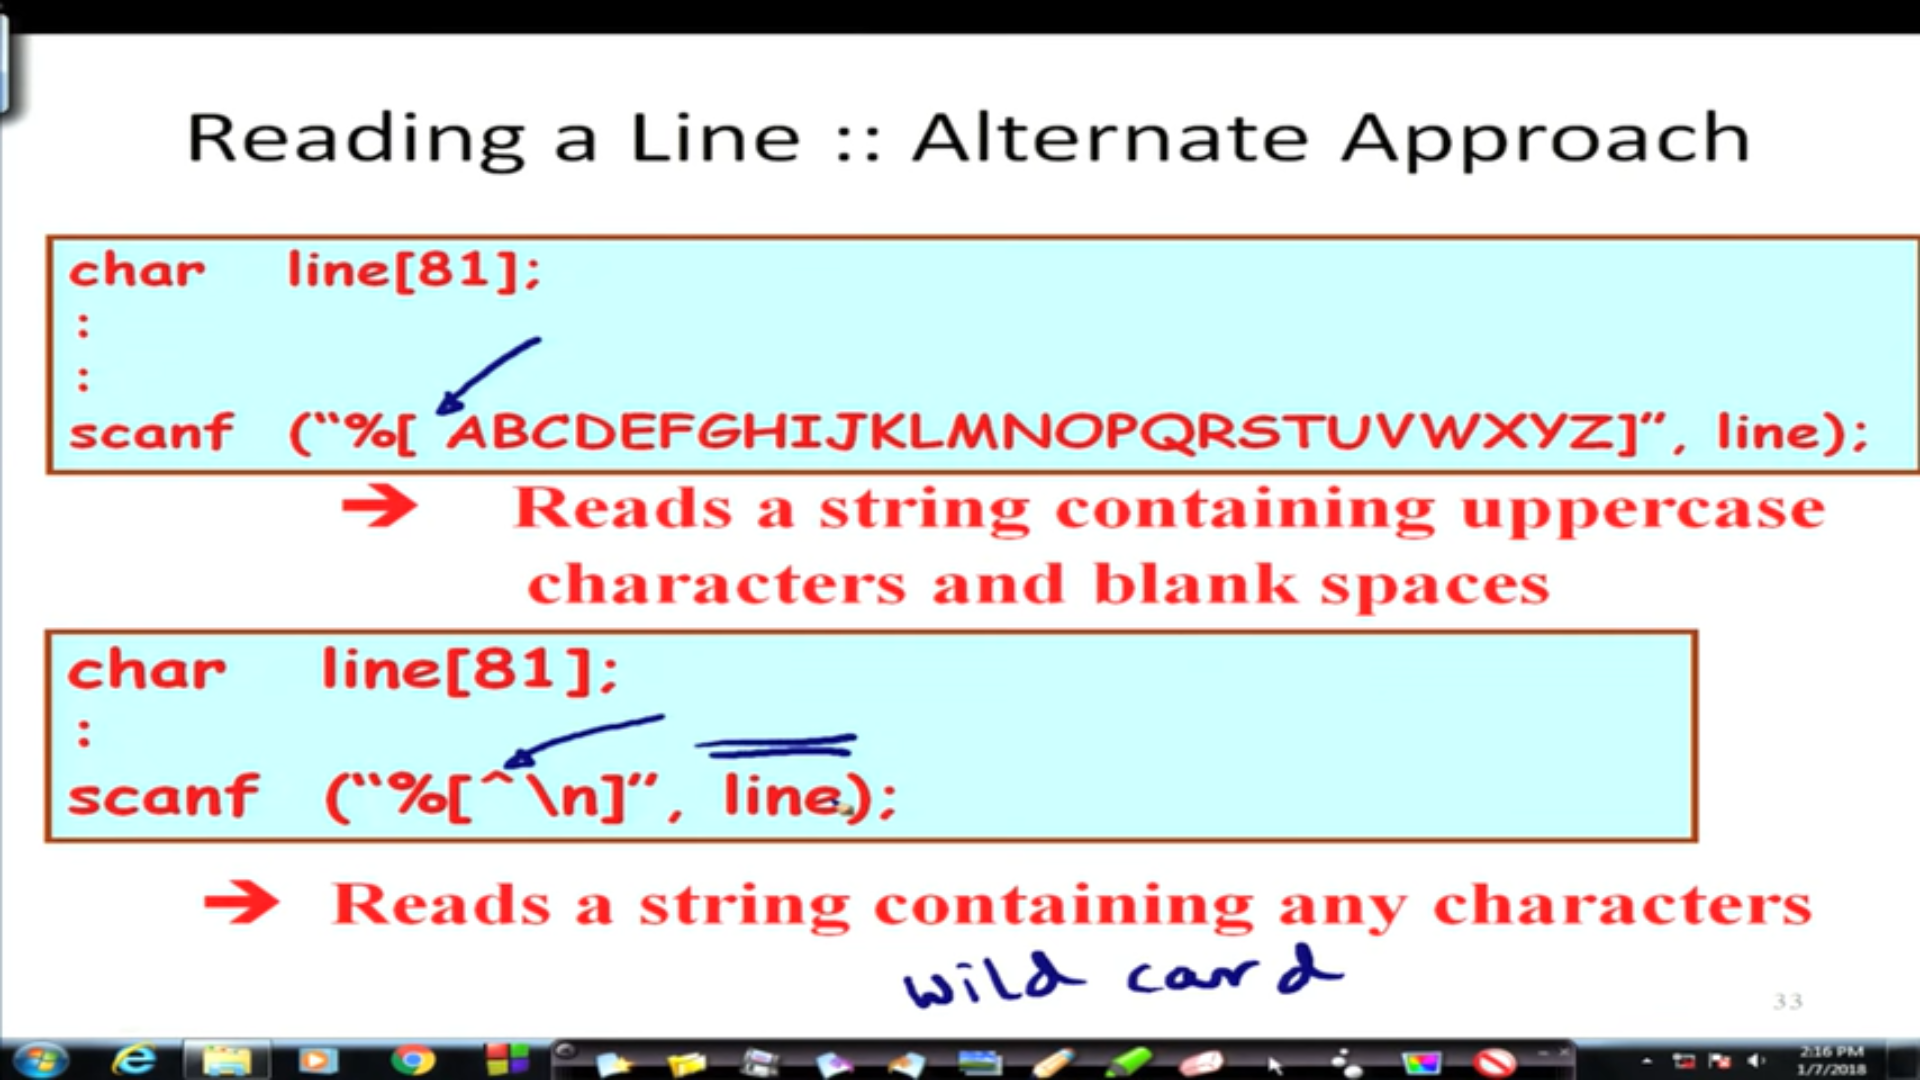 Reading a Line :: Alternate Approach
char line[81];
:
:
scanf (“%[ ABCDEFGHIJKLMNOPQRSTUVWXYZ]”, line);
➔ Reads a string containing uppercase
characters and blank spaces
char line[81];
:
scanf (“%[^\n]”, line);
➔ Reads a string containing any characters
wild card
33
2:16 PM
1/7/2018